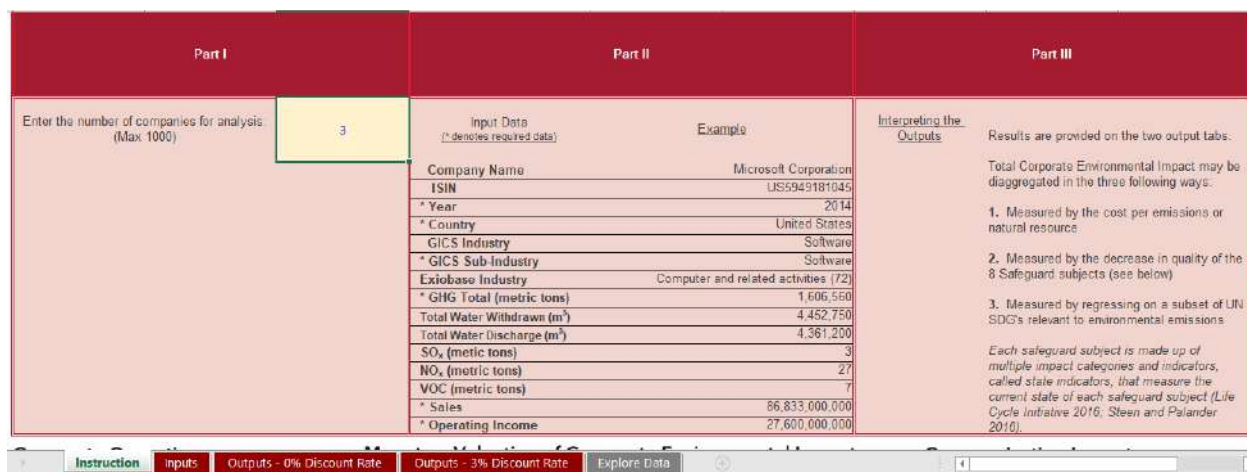 Part I
Part II
Part III
Enter the number of companies for analysis:
(Max 1000)
3
Input Data
(* denotes required data)
Example
Company Name Microsoft Corporation
ISIN US5949181045
* Year 2014
* Country United States
GICS Industry Software
* GICS Sub-Industry Software
Exiobase Industry Computer and related activities (72)
* GHG Total (metric tons) 1,606,560
Total Water Withdrawn (m³) 4,452,750
Total Water Discharge (m³) 4,361,200
SOₓ (metic tons) 3
NOₓ (metric tons) 27
VOC (metric tons) 7
* Sales 86,833,000,000
* Operating Income 27,600,000,000
Interpreting the
Outputs
Results are provided on the two output tabs.
Total Corporate Environmental Impact may be
disaggregated in the three following ways:
1. Measured by the cost per emissions or
natural resource
2. Measured by the decrease in quality of the
8 Safeguard subjects (see below)
3. Measured by regressing on a subset of UN
SDG's relevant to environmental emissions
Each safeguard subject is made up of
multiple impact categories and indicators,
called state indicators, that measure the
current state of each safeguard subject (Life
Cycle Initiative 2016; Steen and Palander
2016).
Instruction Inputs Outputs - 0% Discount Rate Outputs - 3% Discount Rate Explore Data